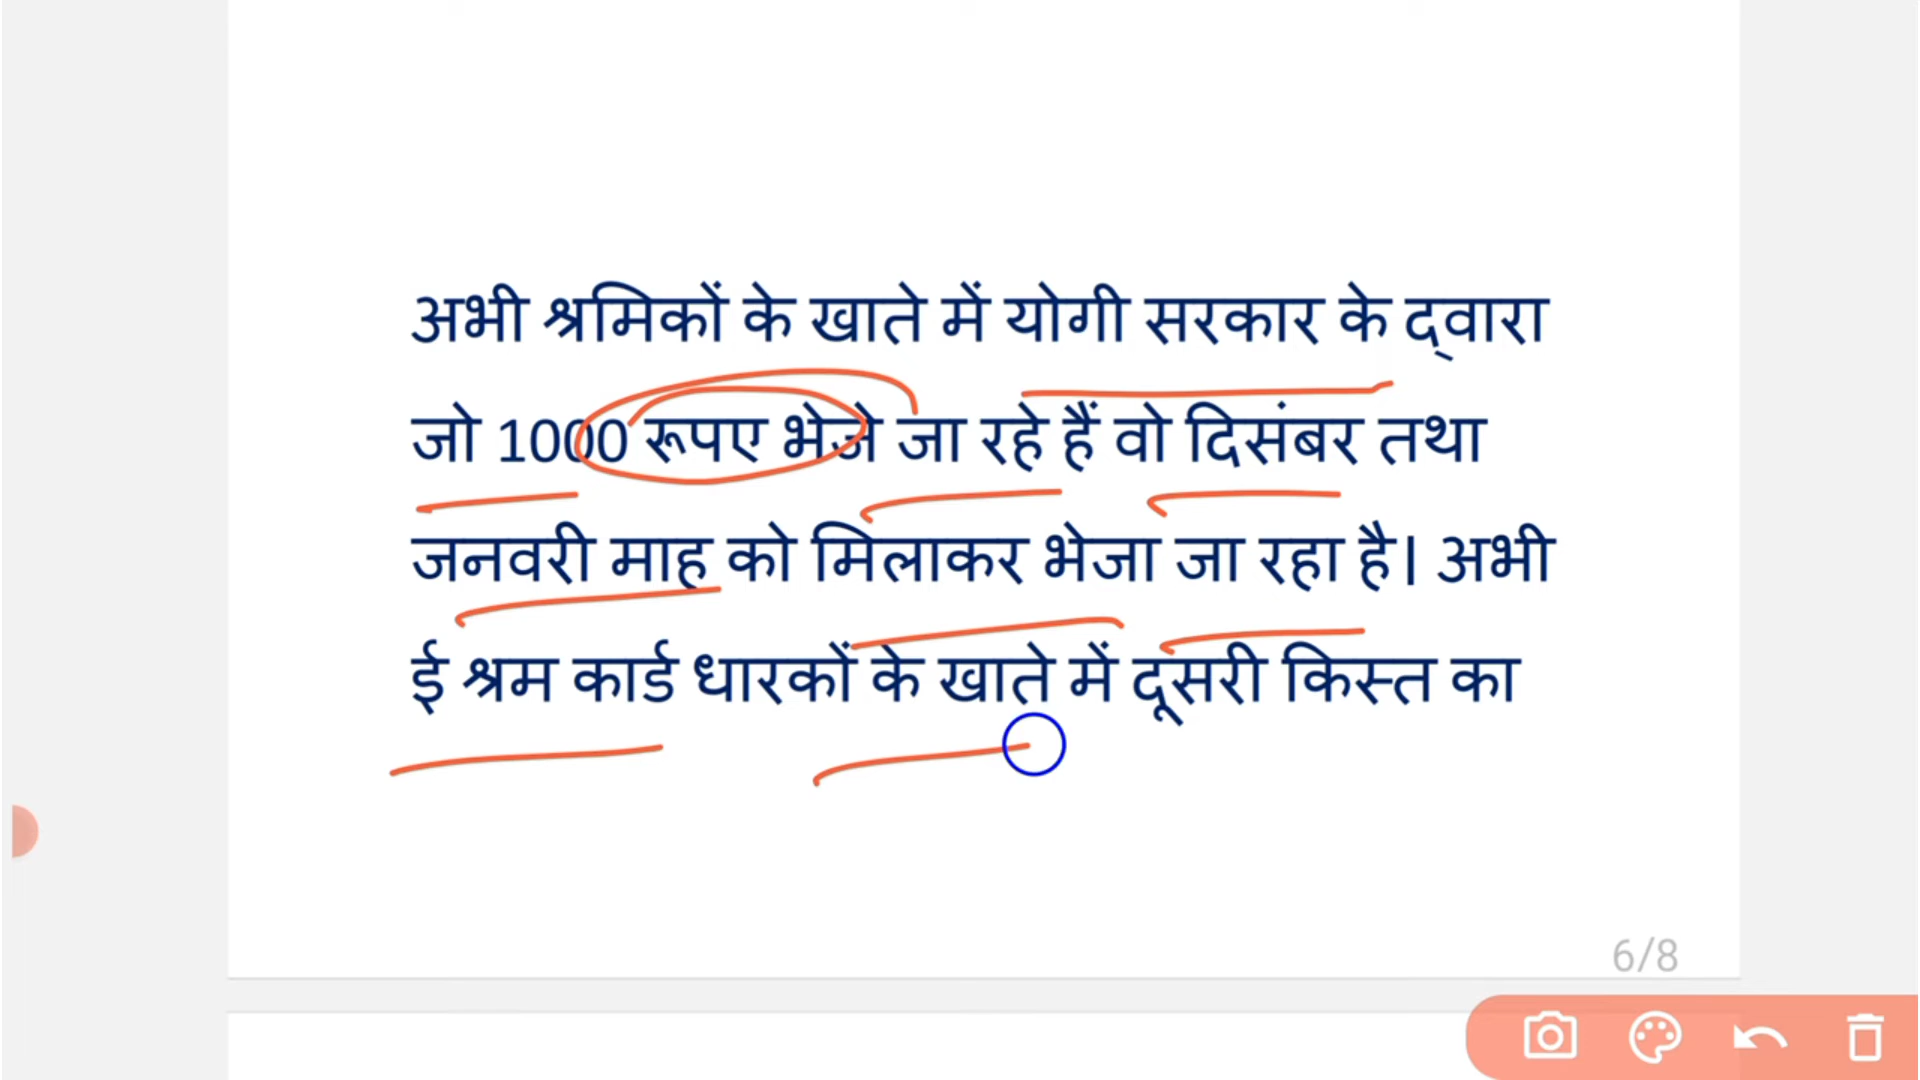 अभी श्रमिकों के खाते में योगी सरकार के द्वारा
जो 1000 रूपए भेजे जा रहे हैं वो दिसंबर तथा
जनवरी माह को मिलाकर भेजा जा रहा है। अभी
ई श्रम कार्ड धारकों के खाते में दूसरी किस्त का
6/8